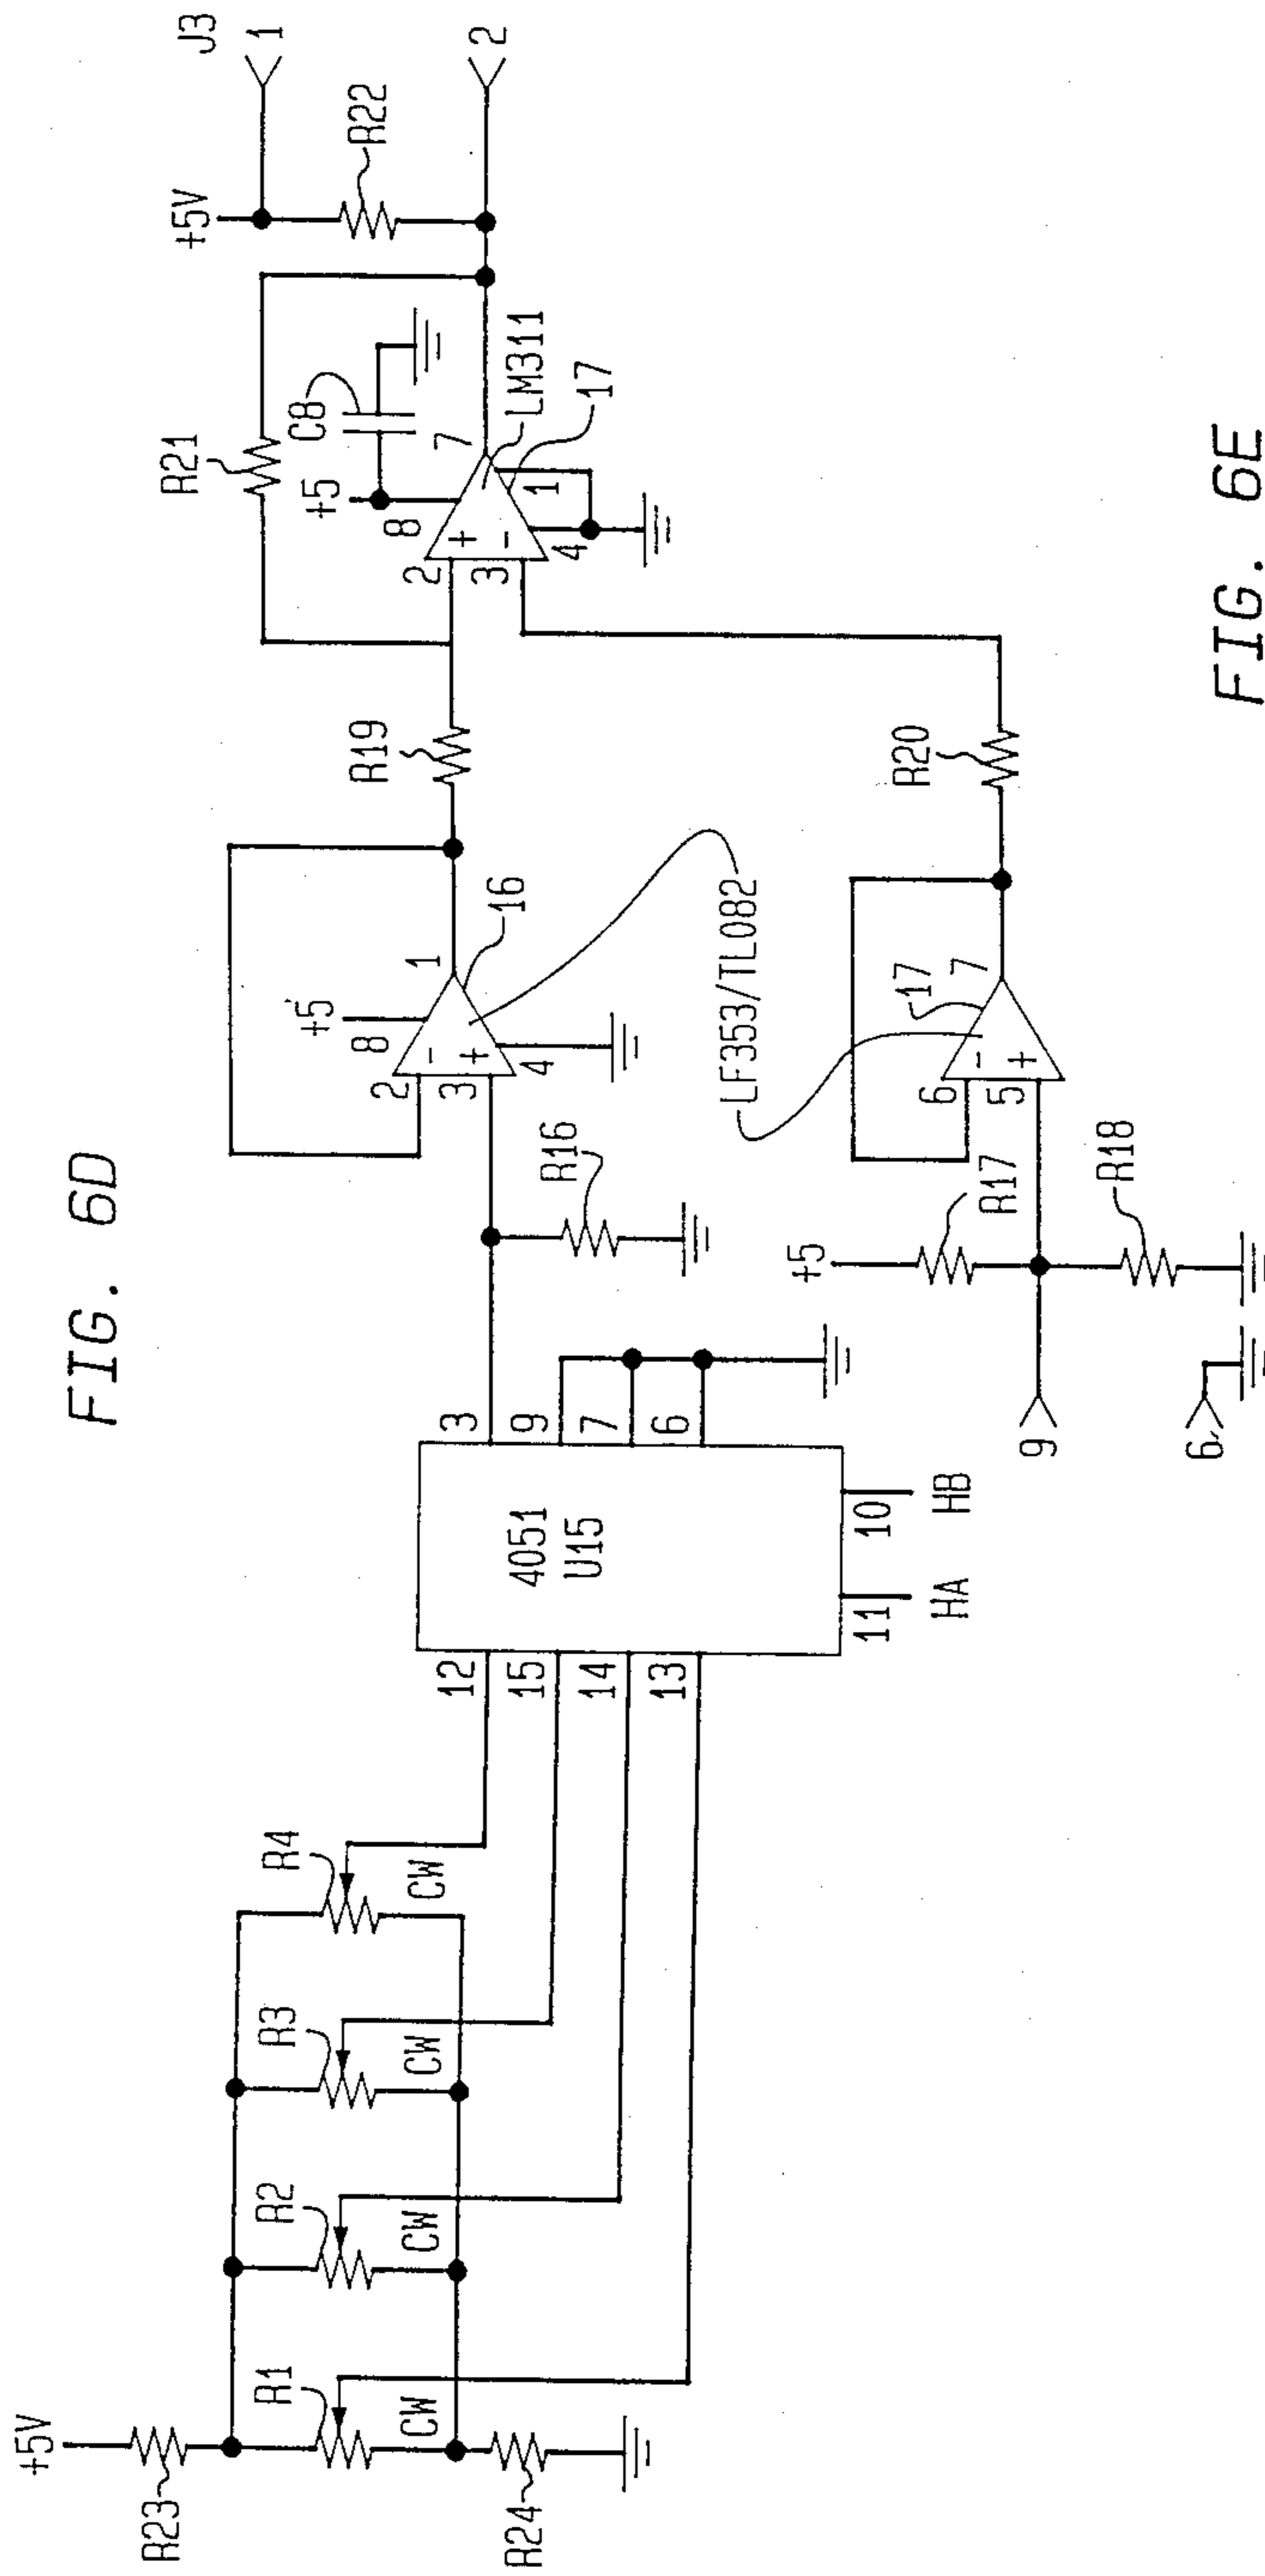 FIG. 6D
+5V
R23
R1
CW
R24
R2
CW
R3
CW
R4
CW
12
15
14
13
4051
U15
11
HA
10
HB
3
9
7
6
R16
+5
8
2
-
3
+
4
1
16
R19
LF353/TL082
9
6
+5
R17
R18
6
-
5
+
7
17
R20
R21
+5
8
C8
2
+
3
-
4
1
7
LM311
17
+5V
R22
J3
1
2
FIG. 6E